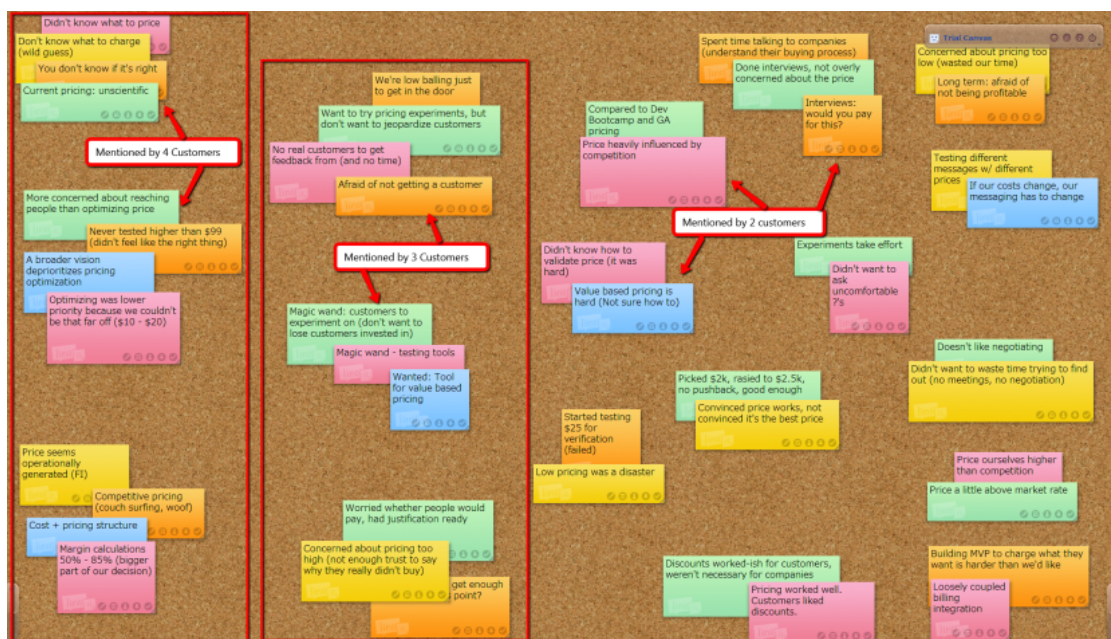 Didn't know what to price
Don't know what to charge
(wild guess)
You don't know if it's right
Current pricing: unscientific
Mentioned by 4 Customers
More concerned about reaching
people than optimizing price
Never tested higher than $99
(didn't feel like the right thing)
A broader vision
deprioritizes pricing
optimization
Optimizing was lower
priority because we couldn't
be that far off ($10 - $20)
Price seems
operationally
generated (FI)
Competitive pricing
(couch surfing, woof)
Cost + pricing structure
Margin calculations
50% - 85% (bigger
part of our decision)
We're low balling just
to get in the door
Want to try pricing experiments, but
don't want to jeopardize customers
No real customers to get
feedback from (and no time)
Afraid of not getting a customer
Mentioned by 3 Customers
Magic wand: customers to
experiment on (don't want to
lose customers invested in)
Magic wand - testing tools
Wanted: Tool
for value based
pricing
Worried whether people would
pay, had justification ready
Concerned about pricing too
high (not enough trust to say
why they really didn't buy)
get enough
point?
Spent time talking to companies
(understand their buying process)
Done interviews, not overly
concerned about the price
Interviews:
would you
pay for
this?
Compared to Dev
Bootcamp and GA
pricing
Price heavily influenced by
competition
Mentioned by 2 customers
Didn't know how to
validate price (it was
hard)
Value based pricing is
hard (Not sure how to)
Experiments take effort
Didn't want to
ask
uncomfortable
?'s
Picked $2k, rasied to $2.5k,
no pushback, good enough
Convinced price works, not
convinced it's the best price
Started testing
$25 for
verification
(failed)
Low pricing was a disaster
Discounts worked-ish for customers,
weren't necessary for companies
Pricing worked well.
Customers liked
discounts.
Trial Canvas
Concerned about pricing too
low (wasted our time)
Long term: afraid of
not being profitable
Testing different
messages w/ different
prices
If our costs change, our
messaging has to change
Doesn't like negotiating
Didn't want to waste time trying to find
out (no meetings, no negotiation)
Price ourselves higher
than competition
Price a little above market rate
Building MVP to charge what they
want is harder than we'd like
Loosely coupled
billing
integration